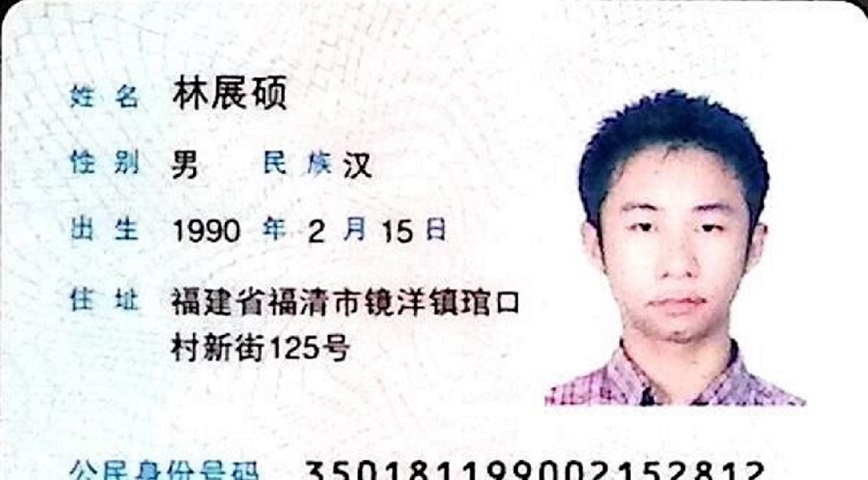 姓名 林展硕
性别 男 民族 汉
出生 1990 年 2 月 15 日
住址 福建省福清市镜洋镇琯口
村新街125号
公民身份号码 350181199002152812